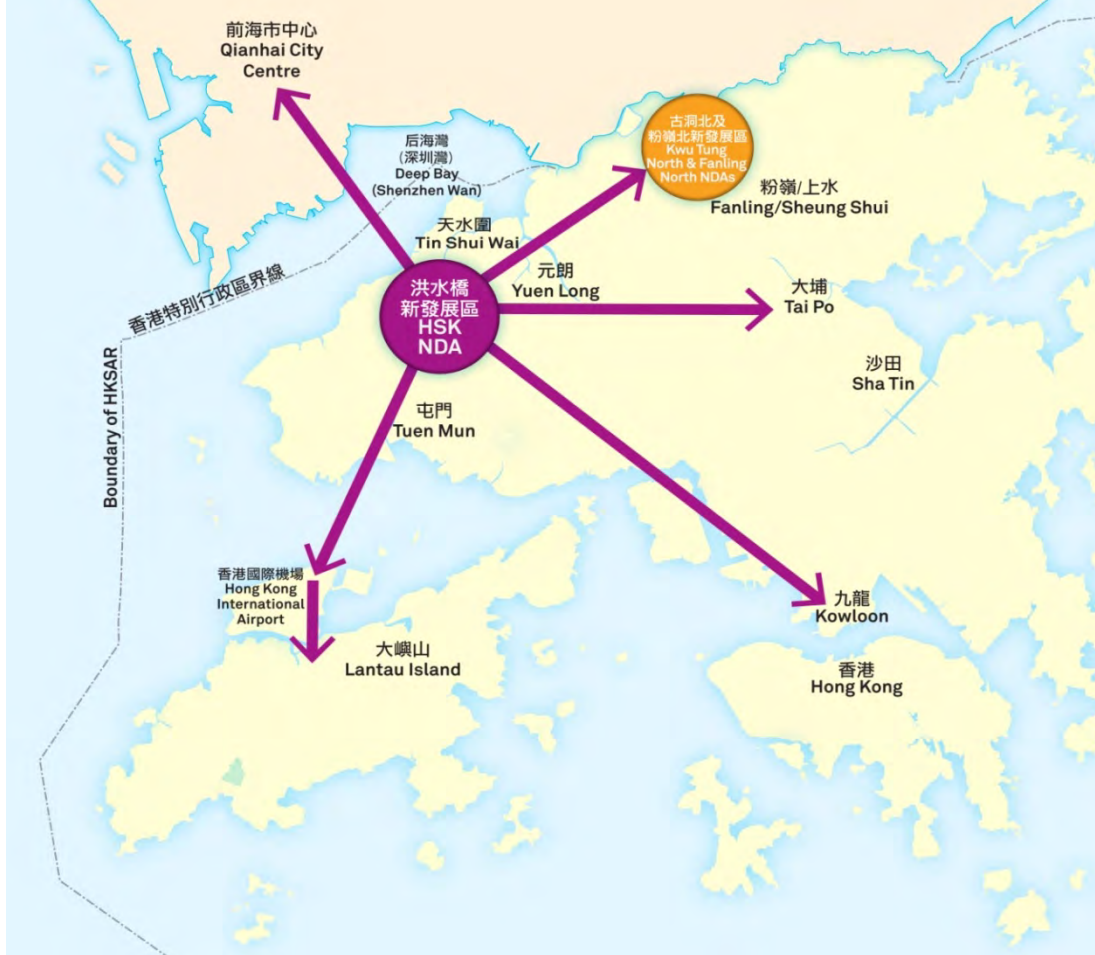 前海市中心
Qianhai City
Centre
后海灣
(深圳灣)
Deep Bay
(Shenzhen Wan)
古洞北及
粉嶺北新發展區
Kwu Tung
North & Fanling
North NDAs
粉嶺/上水
Fanling/Sheung Shui
天水圍
Tin Shui Wai
元朗
Yuen Long
洪水橋
新發展區
HSK
NDA
大埔
Tai Po
香港特別行政區界線
Boundary of HKSAR
沙田
Sha Tin
屯門
Tuen Mun
香港國際機場
Hong Kong
International
Airport
九龍
Kowloon
大嶼山
Lantau Island
香港
Hong Kong